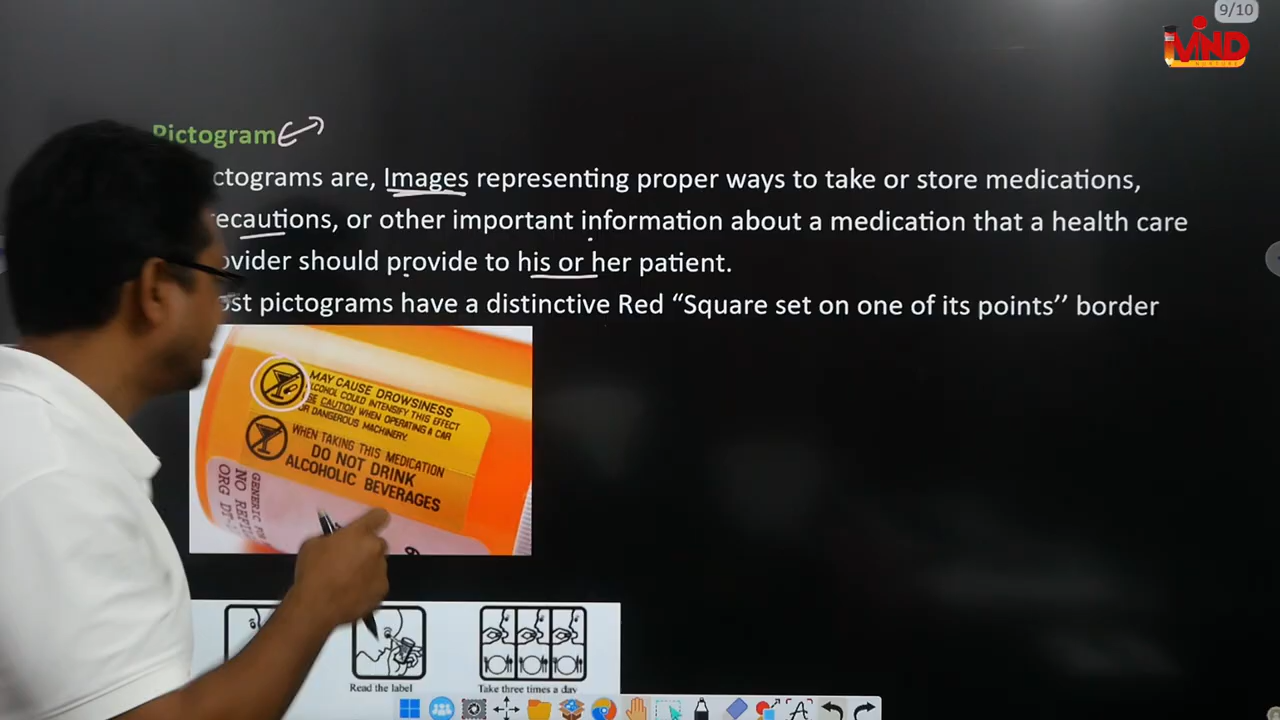 9/10
iMIND
NURTURE
Pictogram
ctograms are, Images representing proper ways to take or store medications,
ecautions, or other important information about a medication that a health care
ovider should provide to his or her patient.
st pictograms have a distinctive Red “Square set on one of its points’’ border
MAY CAUSE DROWSINESS
ALCOHOL COULD INTENSIFY THIS EFFECT
USE CAUTION WHEN OPERATING A CAR
OR DANGEROUS MACHINERY.
WHEN TAKING THIS MEDICATION
DO NOT DRINK
ALCOHOLIC BEVERAGES
GENERIC
NO REF
ORG
Read the label
Take three times a day